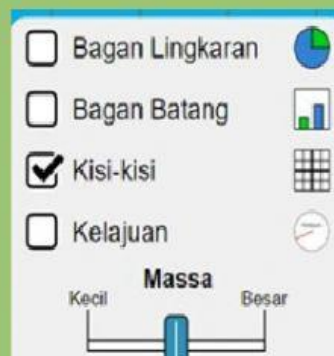 Bagan Lingkaran
Bagan Batang
Kisi-kisi
Kelajuan
Massa
Kecil Besar